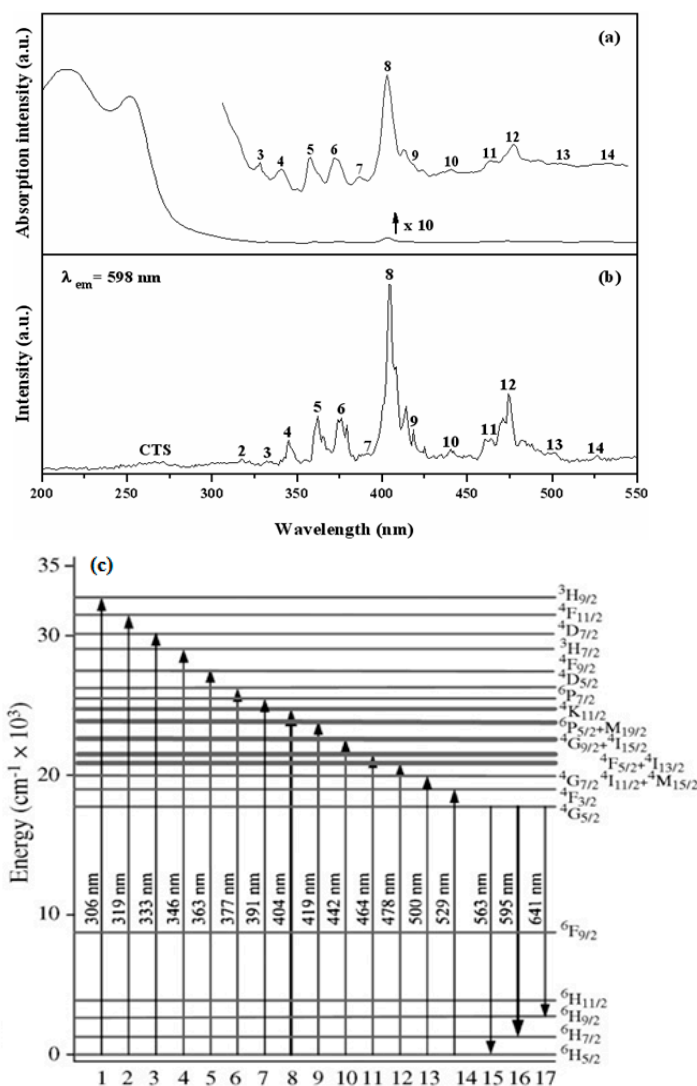 (a)
Absorption intensity (a.u.)
3 4 5 6 7 8 9 10 11 12 13 14
x 10
(b)
λ em= 598 nm
Intensity (a.u.)
CTS 2 3 4 5 6 7 8 9 10 11 12 13 14
200 250 300 350 400 450 500 550
Wavelength (nm)
(c)
Energy (cm⁻¹ × 10³)
35
30
20
10
0
³H₉/₂
⁴F₁₁/₂
⁴D₇/₂
³H₇/₂
⁴F₉/₂
⁴D₅/₂
⁶P₇/₂
⁴K₁₁/₂
⁶P₅/₂+M₁₉/₂
⁴G₉/₂+⁴I₁₅/₂
⁴F₅/₂+⁴I₁₃/₂
⁴G₇/₂ ⁴I₁₁/₂+⁴M₁₅/₂
⁴F₃/₂
⁴G₅/₂
306 nm 319 nm 333 nm 346 nm 363 nm 377 nm 391 nm 404 nm 419 nm 442 nm 464 nm 478 nm 500 nm 529 nm 563 nm 595 nm 641 nm
⁶F₉/₂
⁶H₁₁/₂
⁶H₉/₂
⁶H₇/₂
⁶H₅/₂
1 2 3 4 5 6 7 8 9 10 11 12 13 14 15 16 17